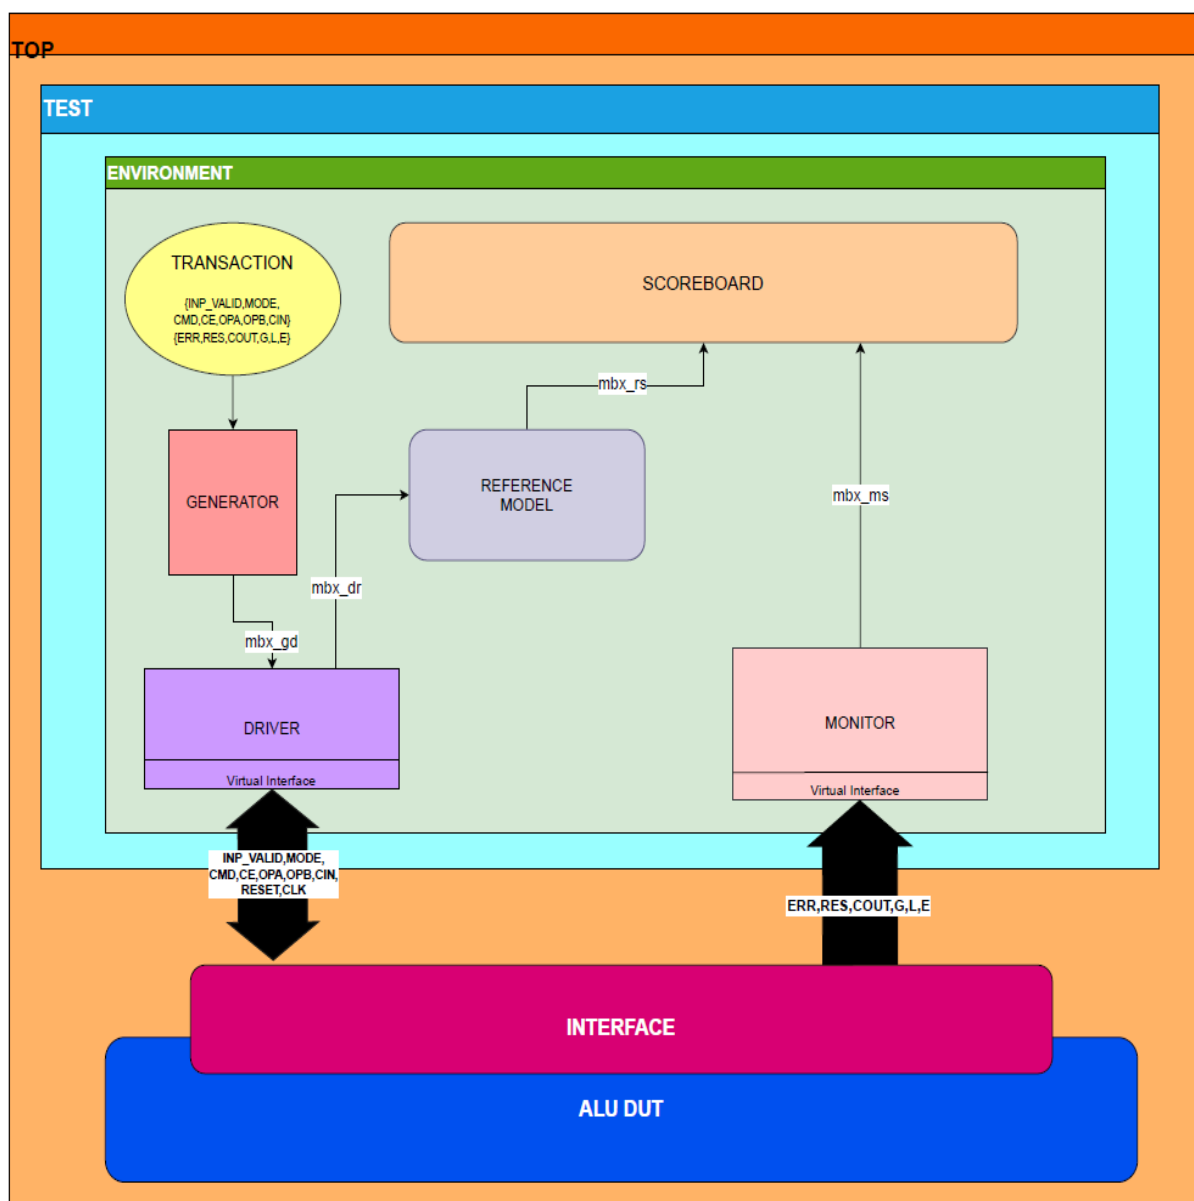 TOP
TEST
ENVIRONMENT
TRANSACTION
{INP_VALID,MODE,
CMD,CE,OPA,OPB,CIN}
{ERR,RES,COUT,G,L,E}
SCOREBOARD
mbx_rs
GENERATOR
REFERENCE
MODEL
mbx_ms
mbx_dr
mbx_gd
DRIVER
Virtual Interface
MONITOR
Virtual Interface
INP_VALID,MODE,
CMD,CE,OPA,OPB,CIN,
RESET,CLK
ERR,RES,COUT,G,L,E
INTERFACE
ALU DUT